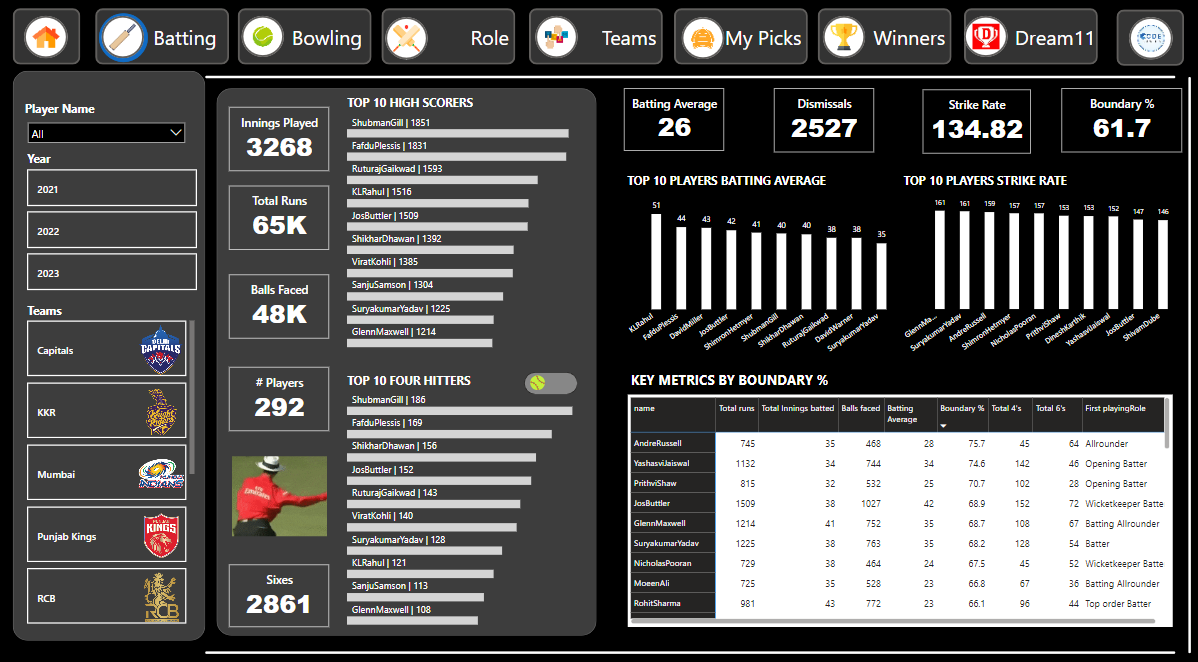 Batting
Bowling
Role
Teams
My Picks
Winners
Dream11
CODE
Player Name
All
Year
2021
2022
2023
Teams
Capitals
DELHI
CAPITALS
KKR
Knight
Riders
Mumbai
INDIANS
Punjab Kings
PUNJAB
KINGS
RCB
RCB
Innings Played
3268
Total Runs
65K
Balls Faced
48K
# Players
292
Emirates
Sixes
2861
TOP 10 HIGH SCORERS
ShubmanGill | 1851
FafduPlessis | 1831
RuturajGaikwad | 1593
KLRahul | 1516
JosButtler | 1509
ShikharDhawan | 1392
ViratKohli | 1385
SanjuSamson | 1304
SuryakumarYadav | 1225
GlennMaxwell | 1214
TOP 10 FOUR HITTERS
ShubmanGill | 186
FafduPlessis | 169
ShikharDhawan | 156
JosButtler | 152
RuturajGaikwad | 143
ViratKohli | 140
SuryakumarYadav | 128
KLRahul | 121
SanjuSamson | 113
GlennMaxwell | 108
Batting Average
26
Dismissals
2527
Strike Rate
134.82
Boundary %
61.7
TOP 10 PLAYERS BATTING AVERAGE
51 44 43 42 41 40 40 38 38 35
KLRahul FafduPlessis DavidMiller JosButtler ShimronHetmyer ShubmanGill ShikharDhawan RuturajGaikwad DavidWarner SuryakumarYadav
TOP 10 PLAYERS STRIKE RATE
161 161 159 157 157 153 153 152 147 146
GlennMa... SuryakumarYadav AndreRussell ShimronHetmyer NicholasPooran PrithviShaw DineshKarthik YashasviJaiswal JosButtler ShivamDube
KEY METRICS BY BOUNDARY %
name Total runs Total Innings batted Balls faced Batting Average Boundary % Total 4's Total 6's First playingRole
AndreRussell 745 35 468 28 75.7 45 64 Allrounder
YashasviJaiswal 1132 34 744 34 74.6 142 46 Opening Batter
PrithviShaw 815 32 532 25 70.7 102 28 Opening Batter
JosButtler 1509 38 1027 42 68.9 152 72 Wicketkeeper Batte
GlennMaxwell 1214 41 752 35 68.7 108 67 Batting Allrounder
SuryakumarYadav 1225 38 763 35 68.2 128 54 Batter
NicholasPooran 729 38 464 24 67.5 45 52 Wicketkeeper Batte
MoeenAli 725 35 528 23 66.8 67 36 Batting Allrounder
RohitSharma 981 43 772 23 66.1 96 44 Top order Batter